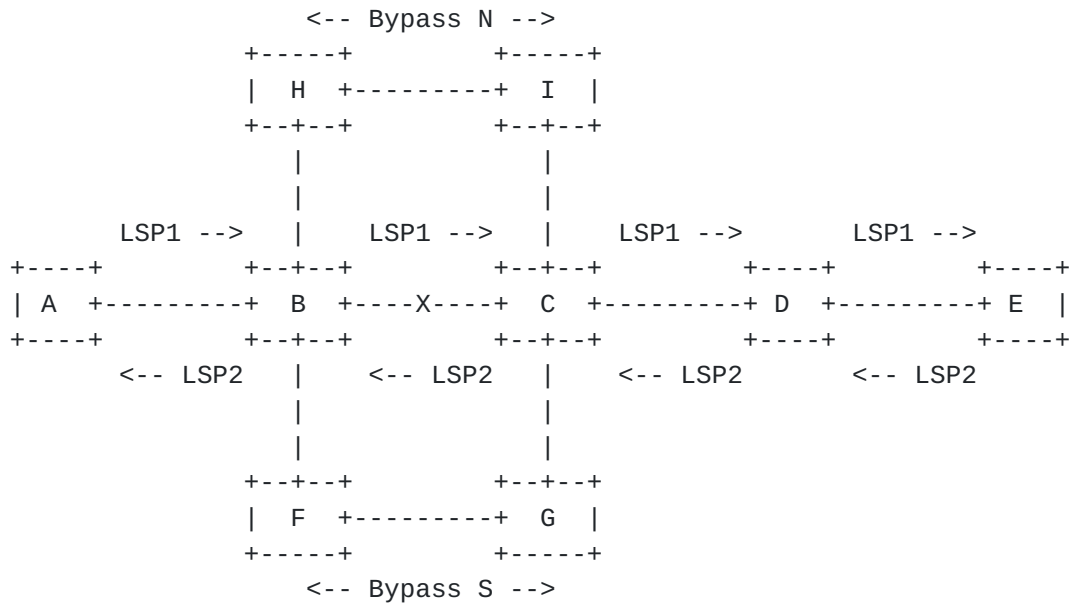 <-- Bypass N -->
+-----+         +-----+
|  H  +---------+  I  |
+--+--+         +--+--+
|               |
|               |
LSP1 -->   |    LSP1 -->   |    LSP1 -->       LSP1 -->
+----+         +--+--+         +--+--+         +----+         +----+
| A  +---------+  B  +----X----+  C  +---------+ D  +---------+ E  |
+----+         +--+--+         +--+--+         +----+         +----+
<-- LSP2   |    <-- LSP2   |    <-- LSP2       <-- LSP2
|               |
|               |
+--+--+         +--+--+
|  F  +---------+  G  |
+-----+         +-----+
<-- Bypass S -->